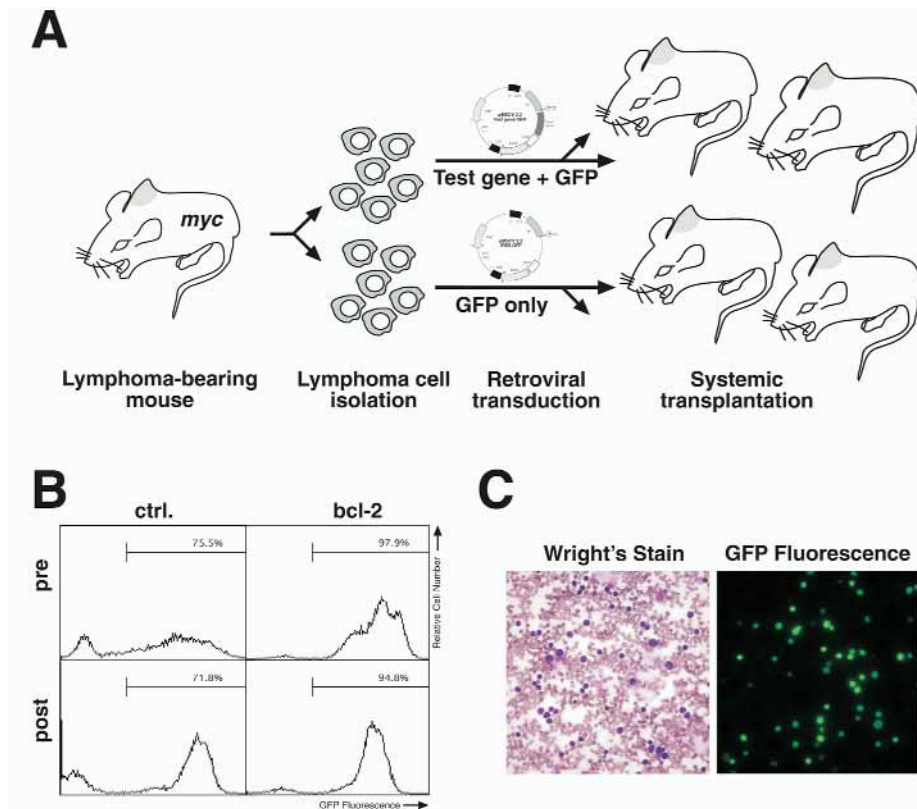 A
myc
Test gene + GFP
GFP only
Lymphoma-bearing
mouse
Lymphoma cell
isolation
Retroviral
transduction
Systemic
transplantation
B
ctrl.
bcl-2
pre
75.5%
97.9%
Relative Cell Number
post
71.8%
94.8%
GFP Fluorescence
C
Wright's Stain
GFP Fluorescence